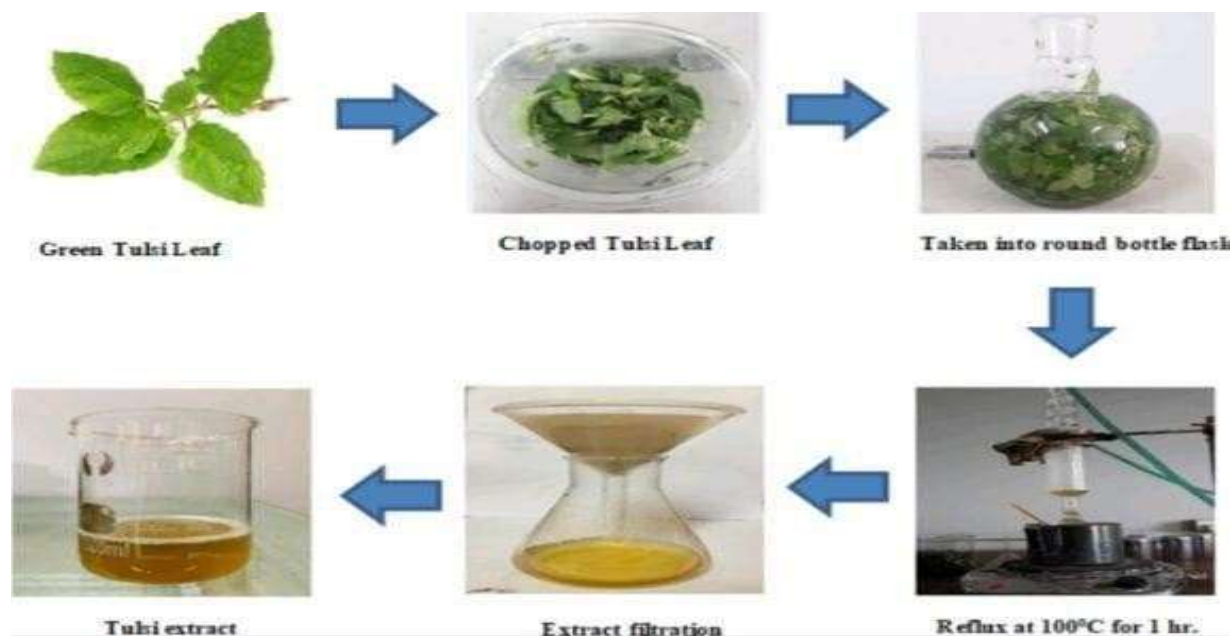 Green Tulsi Leaf
Chopped Tulsi Leaf
Taken into round bottle flask
Reflux at 100⁰C for 1 hr.
Extract filtration
Tulsi extract